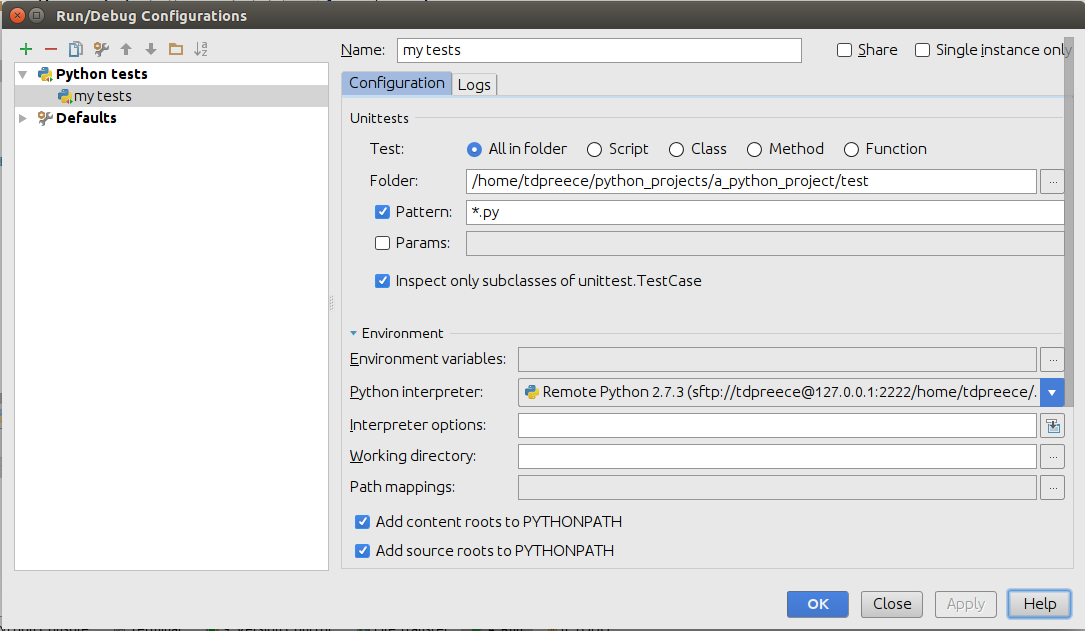 Run/Debug Configurations
Name: my tests Share Single instance only
Python tests
my tests
Defaults
Configuration Logs
Unittests
Test: All in folder Script Class Method Function
Folder: /home/tdpreece/python_projects/a_python_project/test ...
Pattern: *.py
Params:
Inspect only subclasses of unittest.TestCase
Environment
Environment variables: ...
Python interpreter: Remote Python 2.7.3 (sftp://tdpreece@127.0.0.1:2222/home/tdpreece/.
Interpreter options:
Working directory: ...
Path mappings: ...
Add content roots to PYTHONPATH
Add source roots to PYTHONPATH
OK Close Apply Help